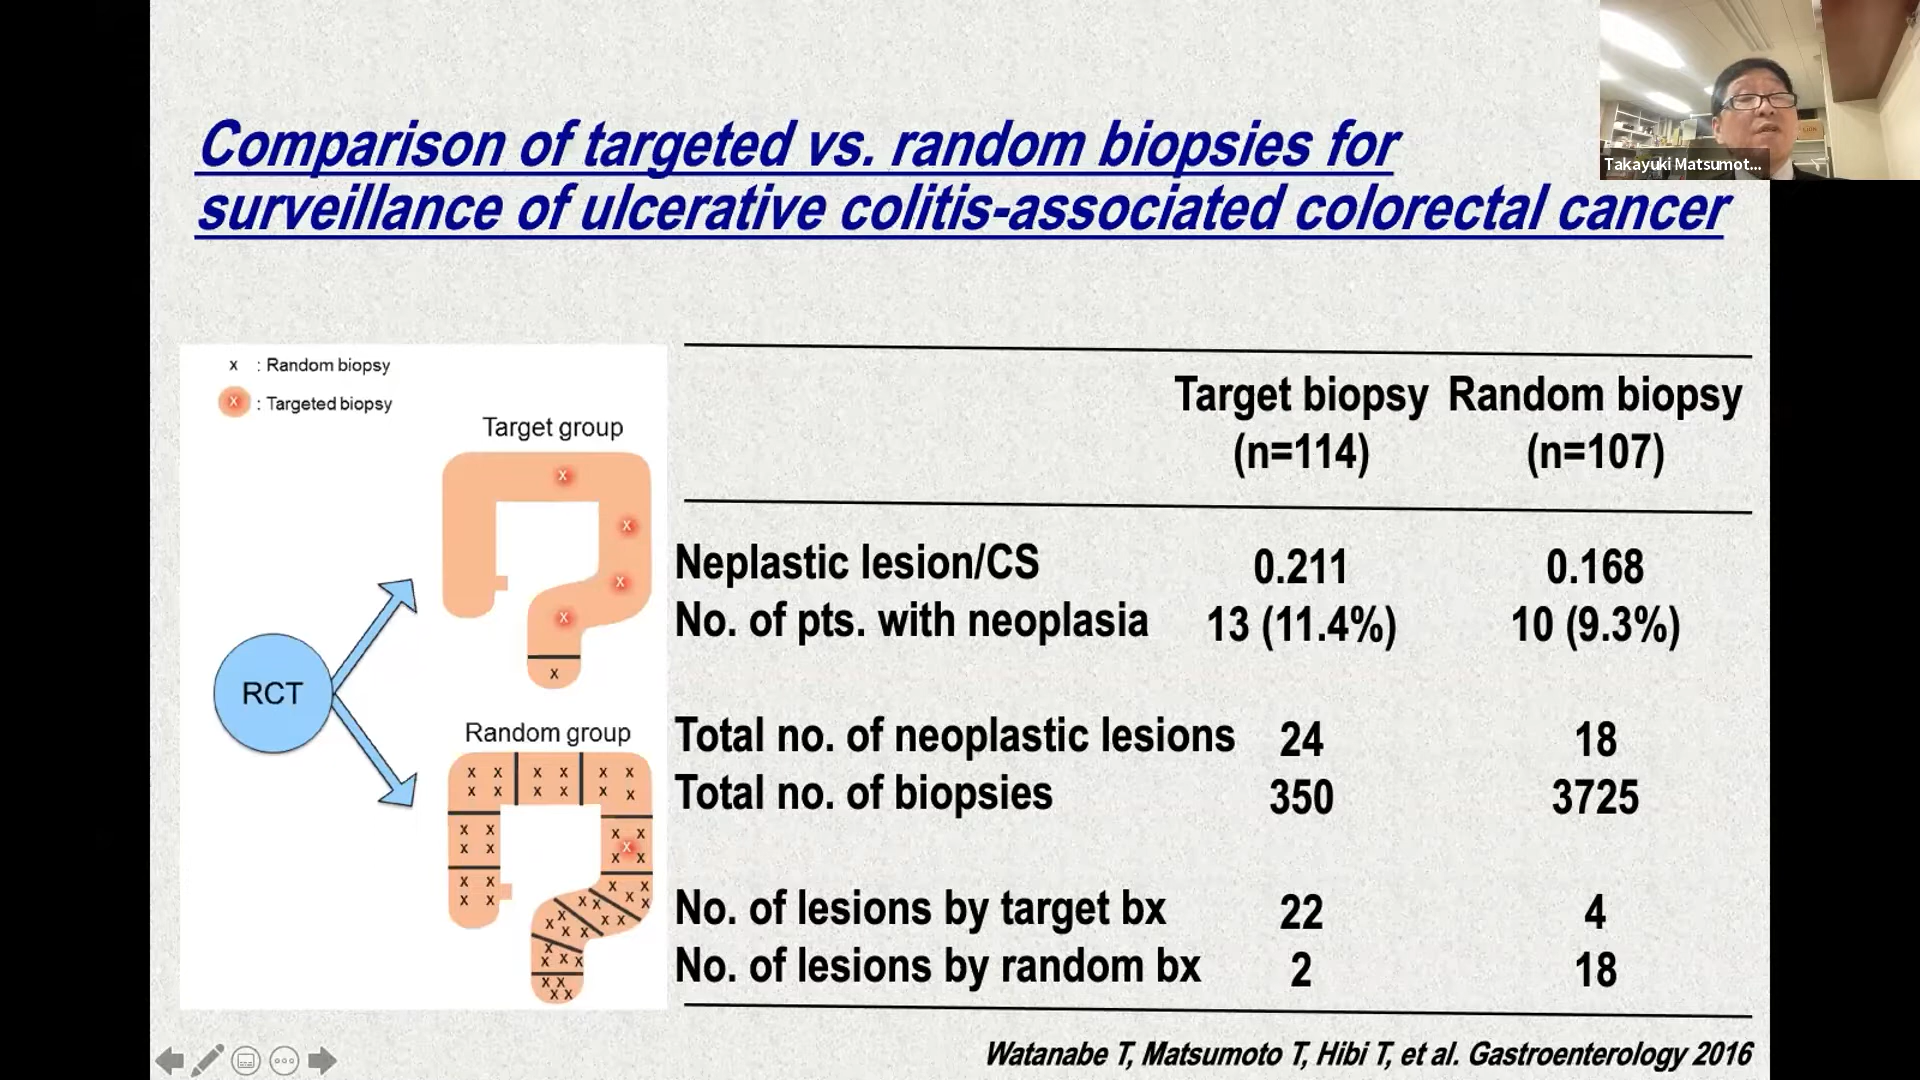 Comparison of targeted vs. random biopsies for
surveillance of ulcerative colitis-associated colorectal cancer
Takayuki Matsumot...
x : Random biopsy
x : Targeted biopsy
Target group
x
x
x
x
x
RCT
Random group
x x x x x x
x x x x x x
x x x x
x x x x x
x x x x
x x x x
x x x x
x x x x
x x x
x x x x
x x
x x
Target biopsy Random biopsy
(n=114) (n=107)
Neplastic lesion/CS 0.211 0.168
No. of pts. with neoplasia 13 (11.4%) 10 (9.3%)
Total no. of neoplastic lesions 24 18
Total no. of biopsies 350 3725
No. of lesions by target bx 22 4
No. of lesions by random bx 2 18
Watanabe T, Matsumoto T, Hibi T, et al. Gastroenterology 2016